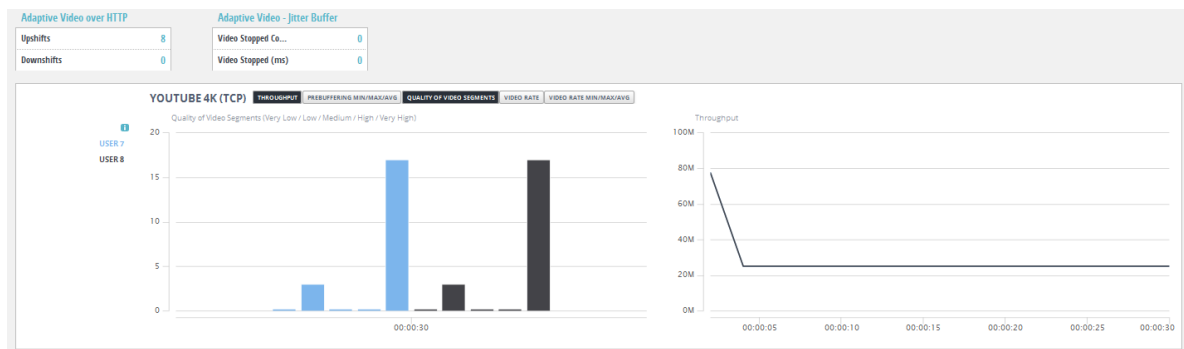 Adaptive Video over HTTP
Adaptive Video - Jitter Buffer
Upshifts 8
Video Stopped Co... 0
Downshifts 0
Video Stopped (ms) 0
YOUTUBE 4K (TCP) THROUGHPUT PREBUFFERING MIN/MAX/AVG QUALITY OF VIDEO SEGMENTS VIDEO RATE VIDEO RATE MIN/MAX/AVG
i
USER 7
USER 8
Quality of Video Segments (Very Low / Low / Medium / High / Very High)
20
15
10
5
0
00:00:30
Throughput
100M
80M
60M
40M
20M
0M
00:00:05 00:00:10 00:00:15 00:00:20 00:00:25 00:00:30